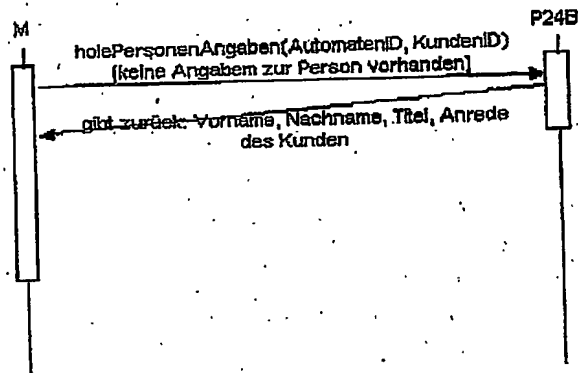 M
P24B
holePersonenAngaben(AutomatenID, KundenID)
[keine Angabem zur Person vorhanden]
gibt zurück: Vorname, Nachname, Titel, Anrede
des Kunden